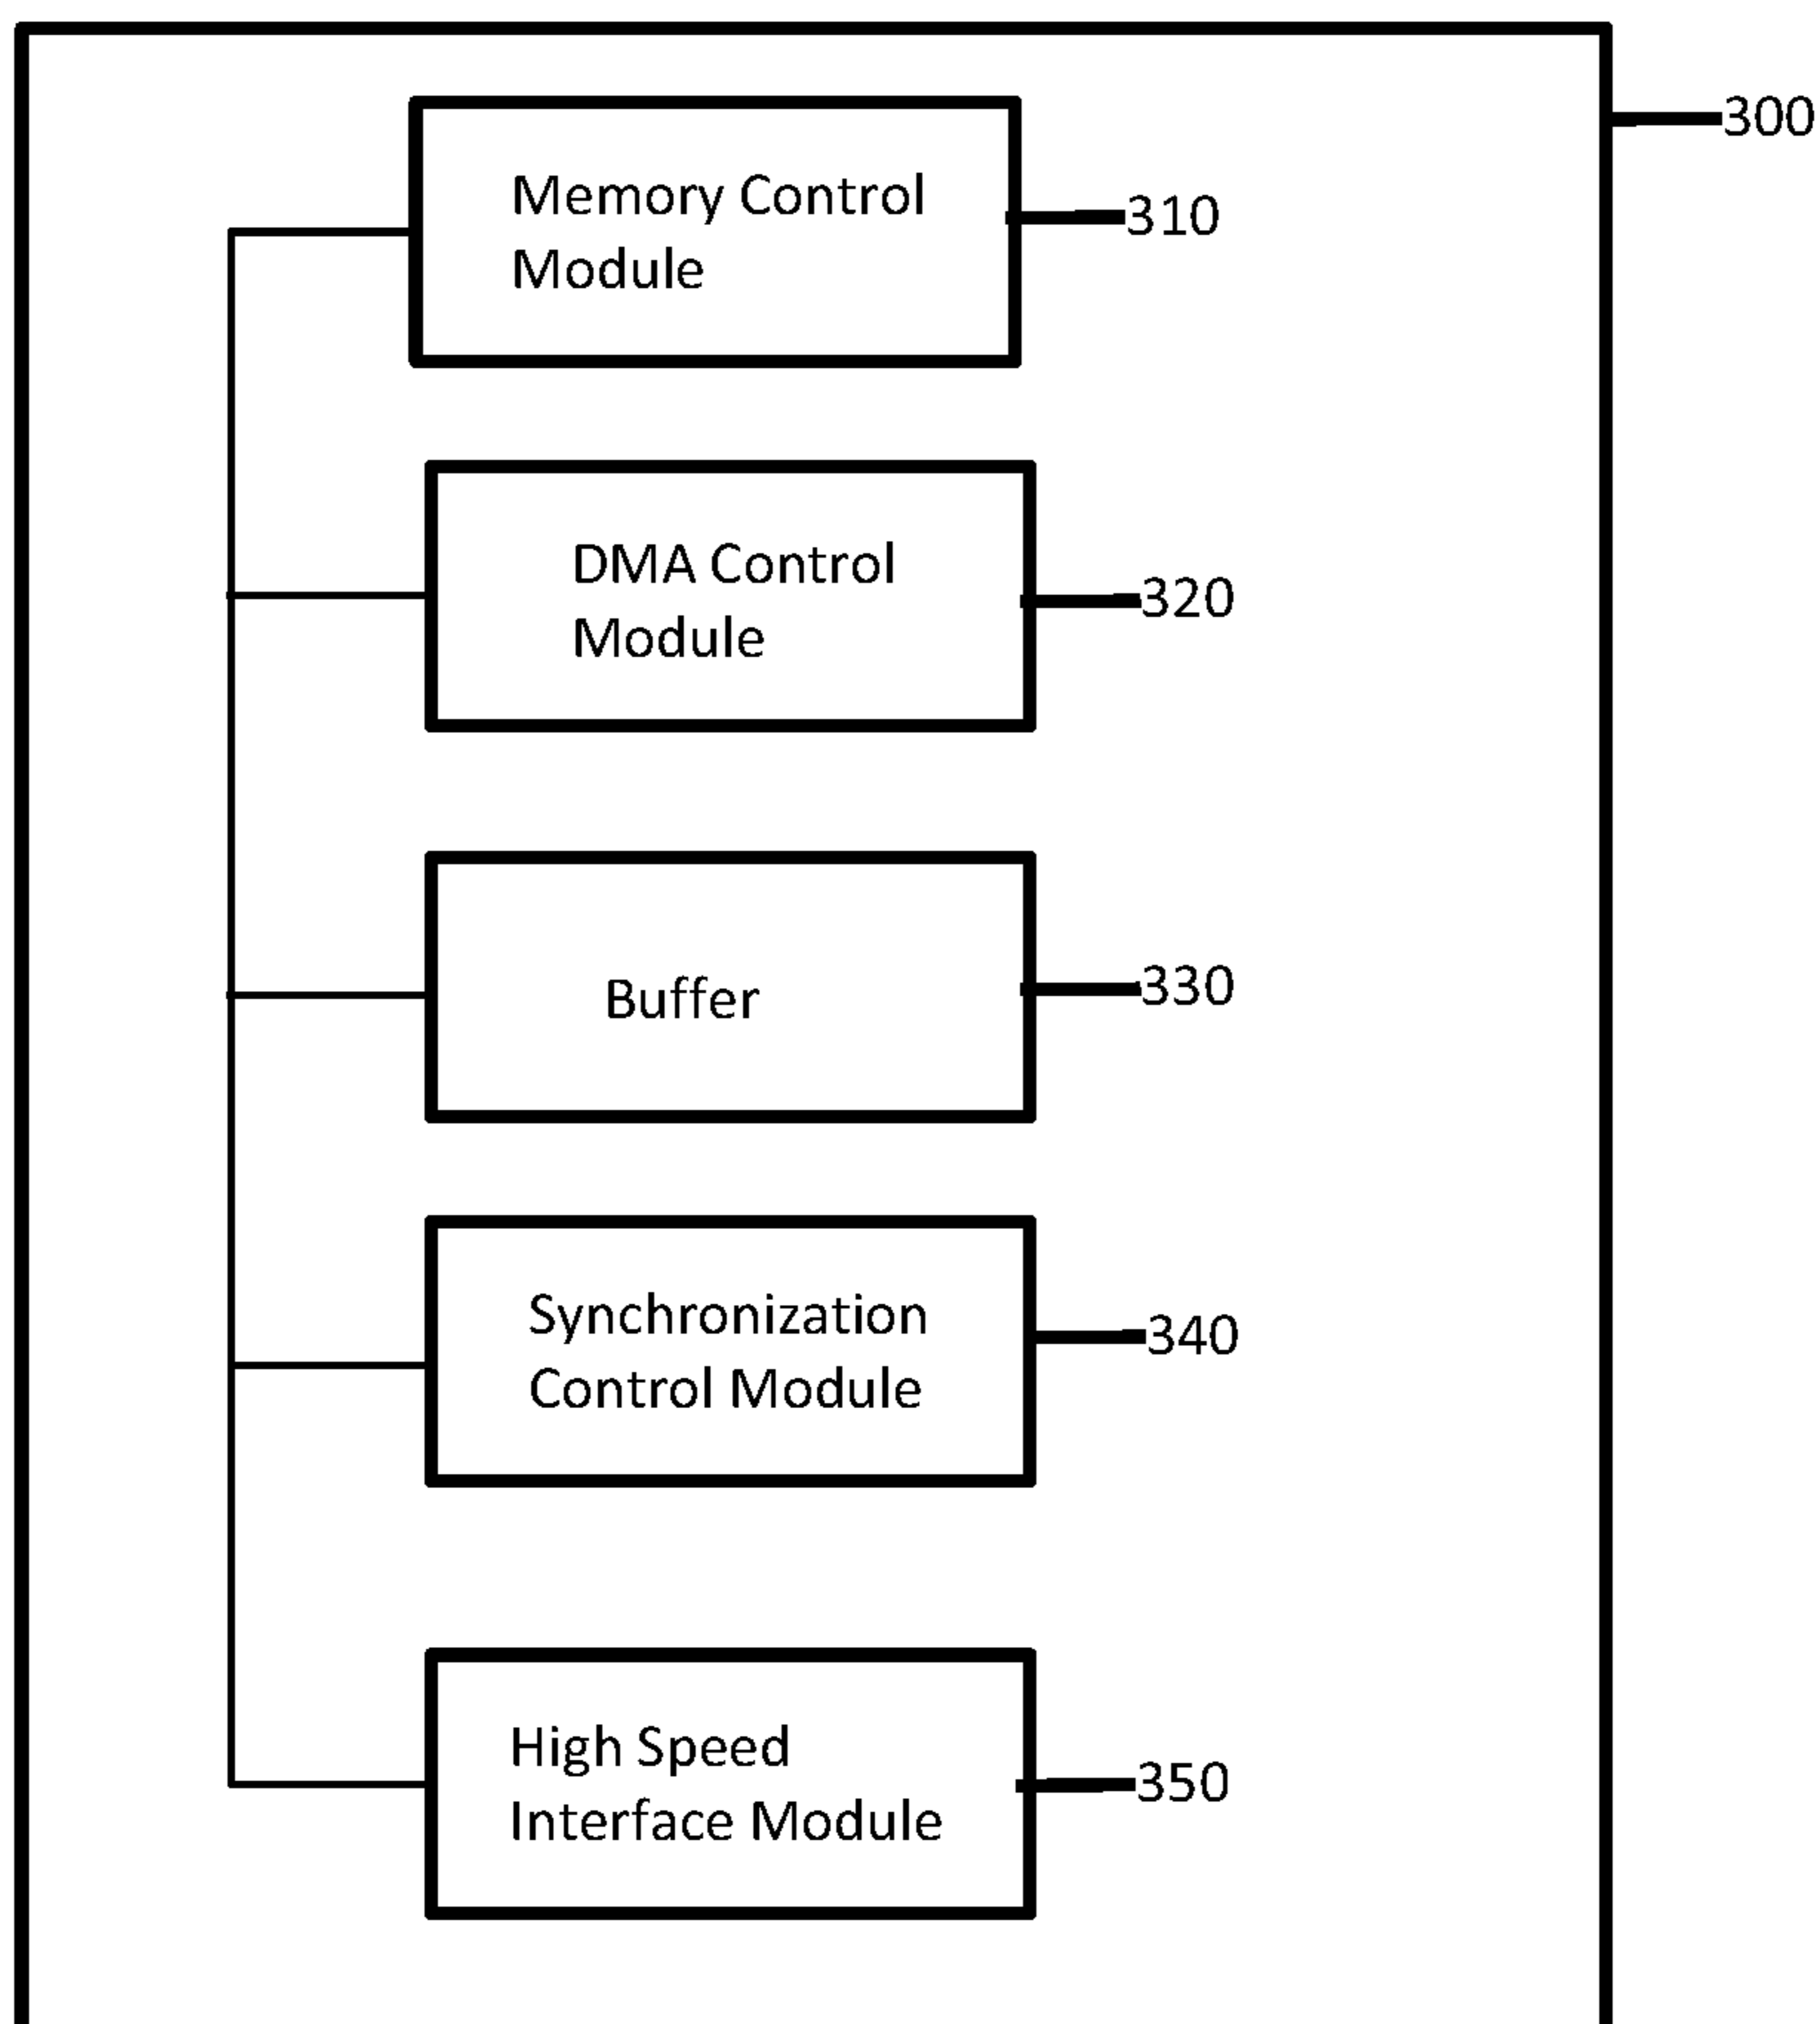 300
Memory Control
Module
310
DMA Control
Module
320
Buffer
330
Synchronization
Control Module
340
High Speed
Interface Module
350